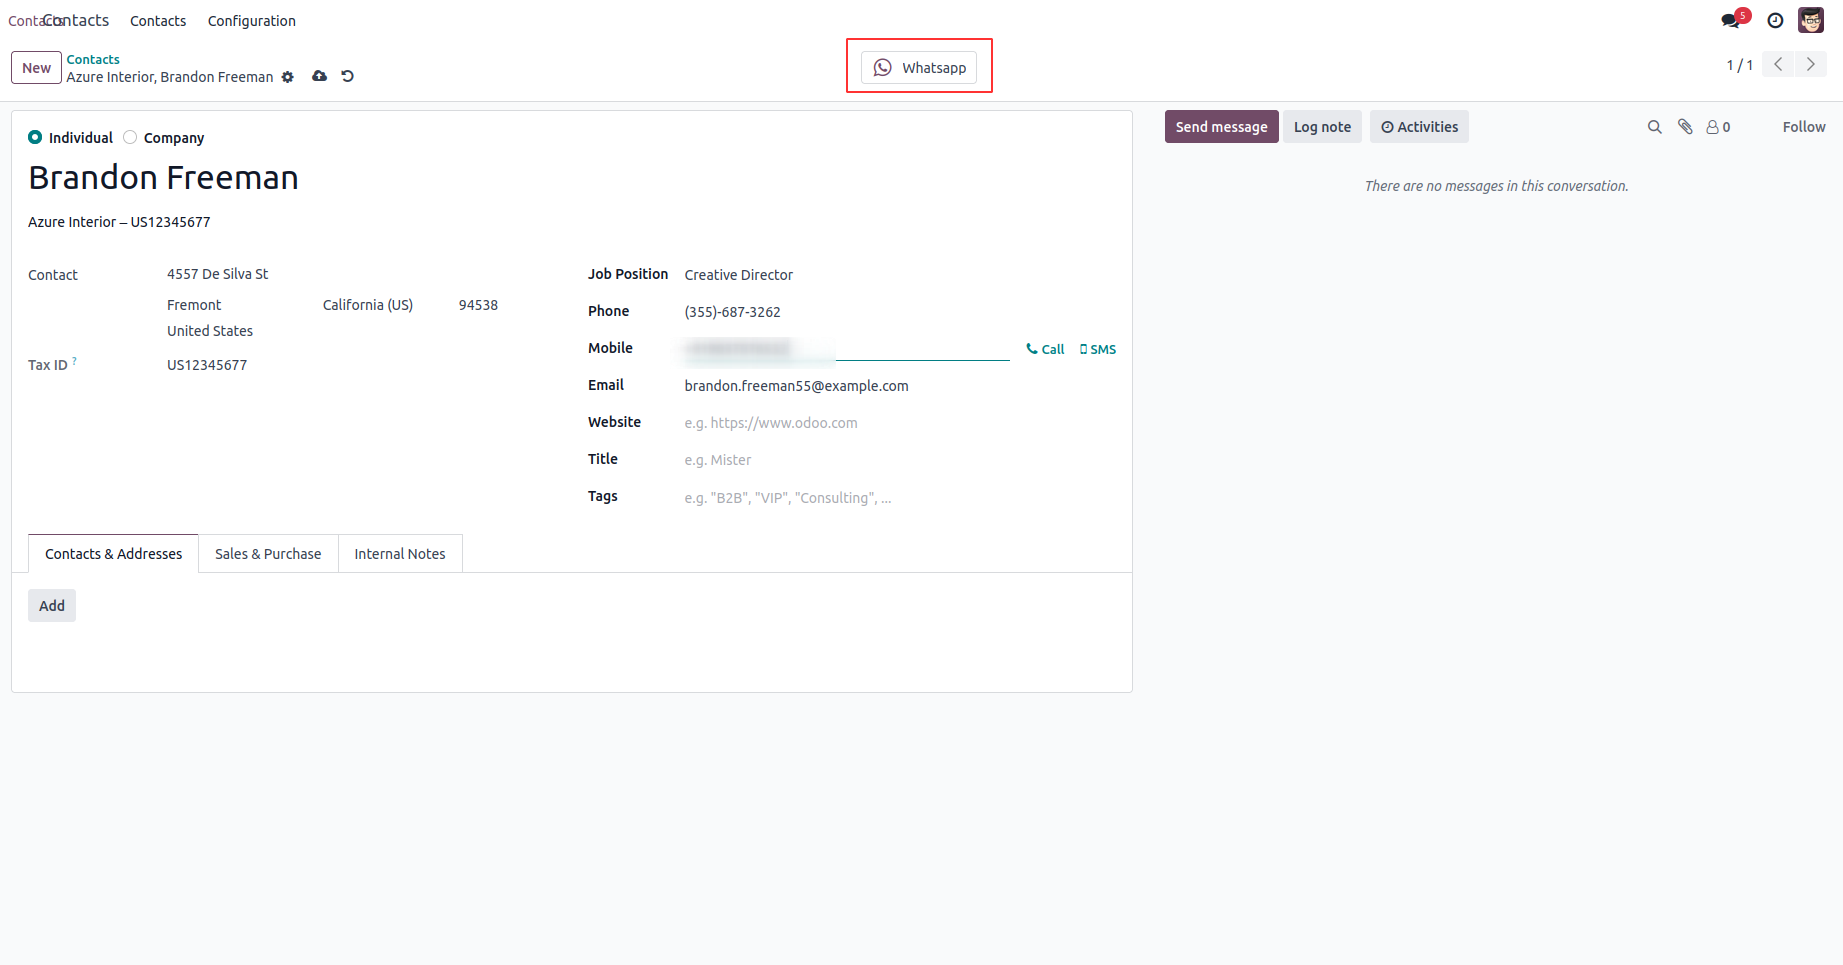 Contacts Contacts Contacts Configuration 5
New Contacts
Azure Interior, Brandon Freeman
Whatsapp
1 / 1
Individual Company
Brandon Freeman
Azure Interior – US12345677
Contact 4557 De Silva St
Fremont California (US) 94538
United States
Tax ID ? US12345677
Job Position Creative Director
Phone (355)-687-3262
Mobile Call SMS
Email brandon.freeman55@example.com
Website e.g. https://www.odoo.com
Title e.g. Mister
Tags e.g. "B2B", "VIP", "Consulting", ...
Contacts & Addresses Sales & Purchase Internal Notes
Add
Send message Log note Activities 0 Follow
There are no messages in this conversation.